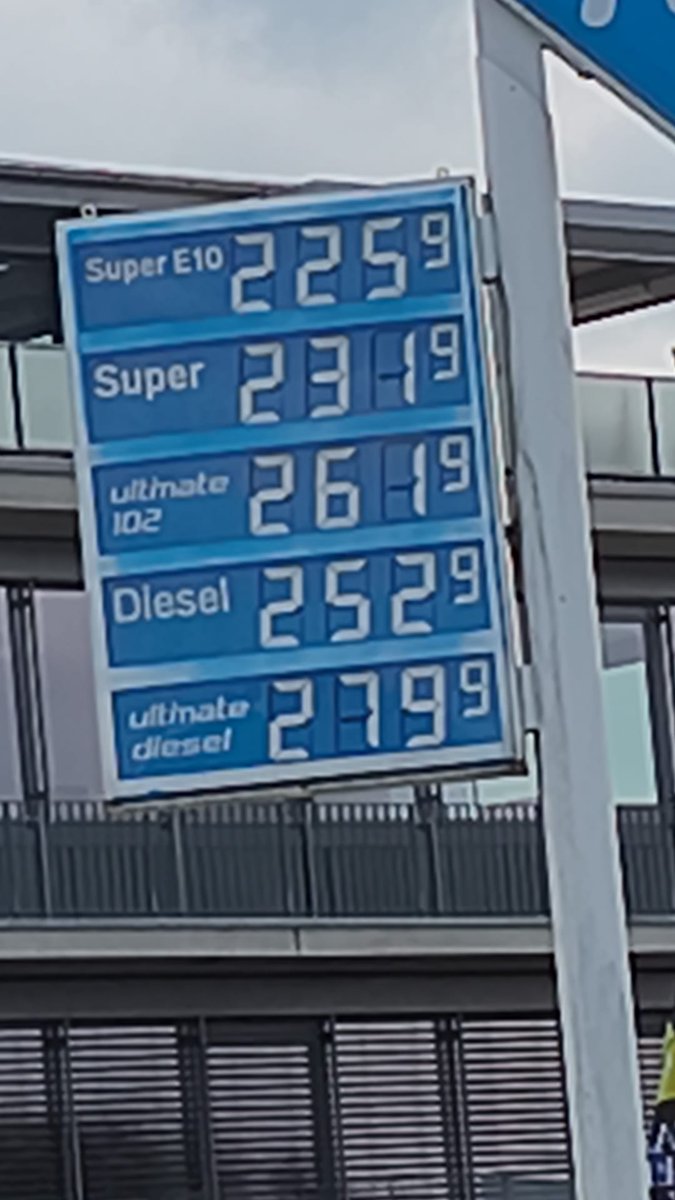 Super E10 2259
Super 2319
ultimate
102 2619
Diesel 2529
ultimate
diesel 2799